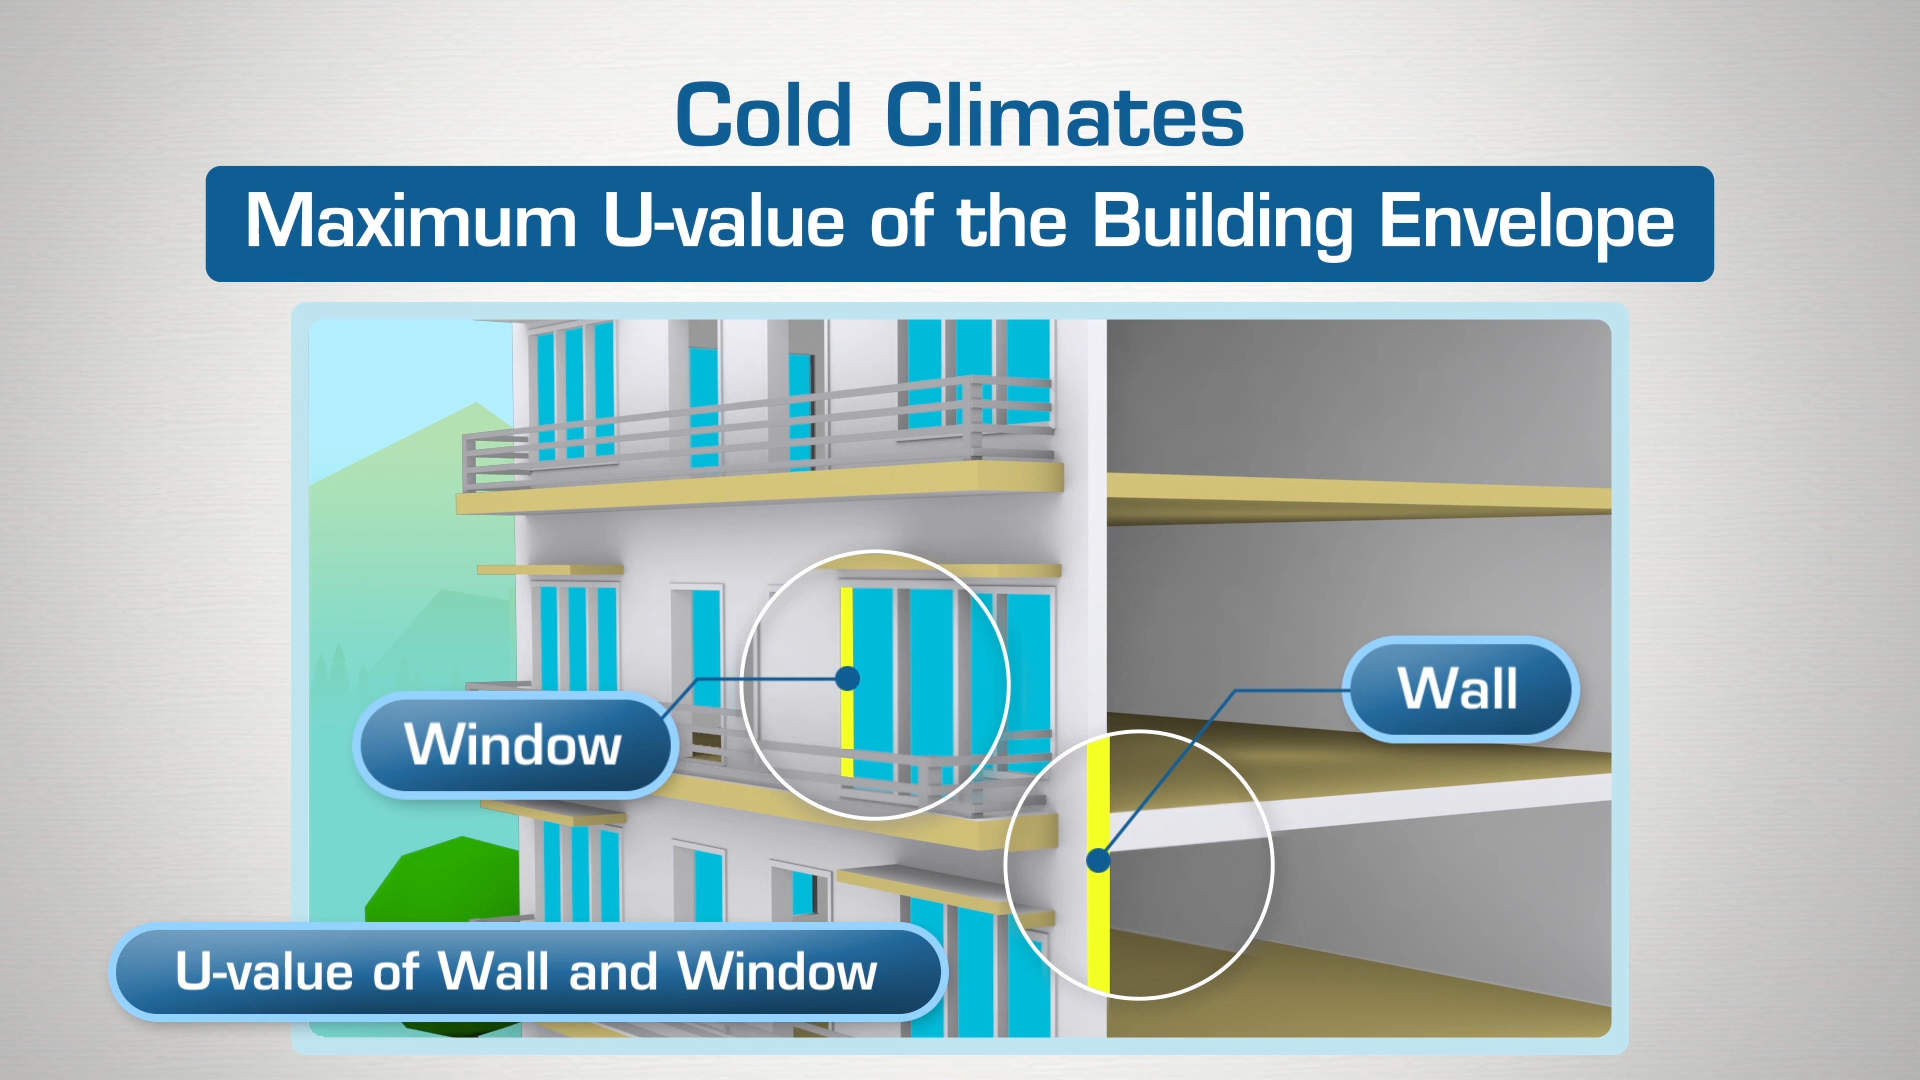 Cold Climates
Maximum U-value of the Building Envelope
Window
Wall
U-value of Wall and Window